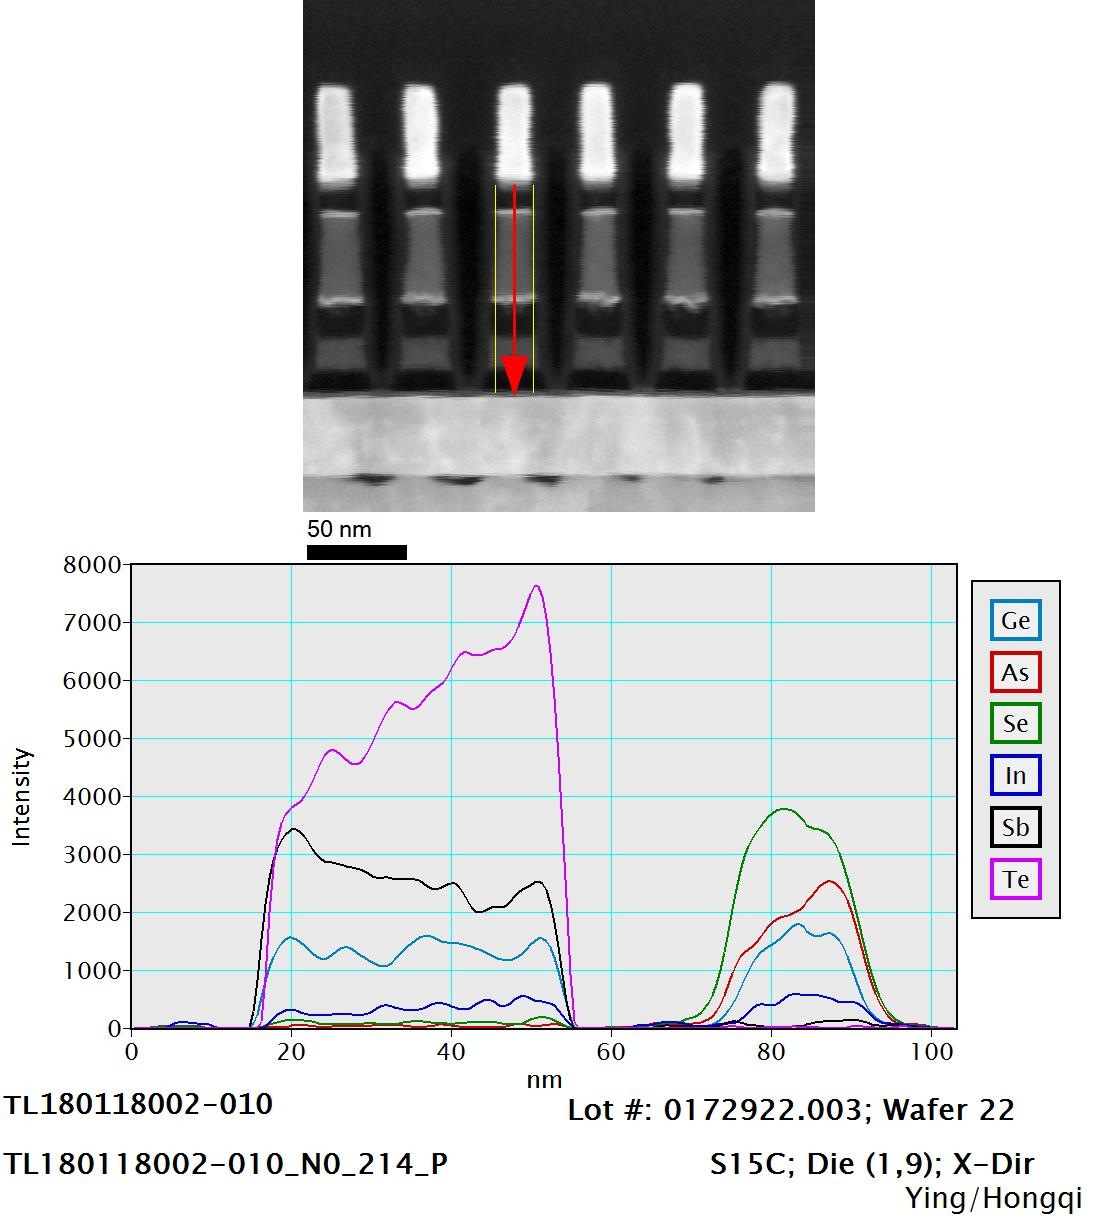 50 nm
8000
7000
6000
5000
4000
3000
2000
1000
0
Intensity
0 20 40 60 80 100
nm
Ge
As
Se
In
Sb
Te
TL180118002-010
Lot #: 0172922.003; Wafer 22
TL180118002-010_N0_214_P
S15C; Die (1,9); X-Dir
Ying/Hongqi